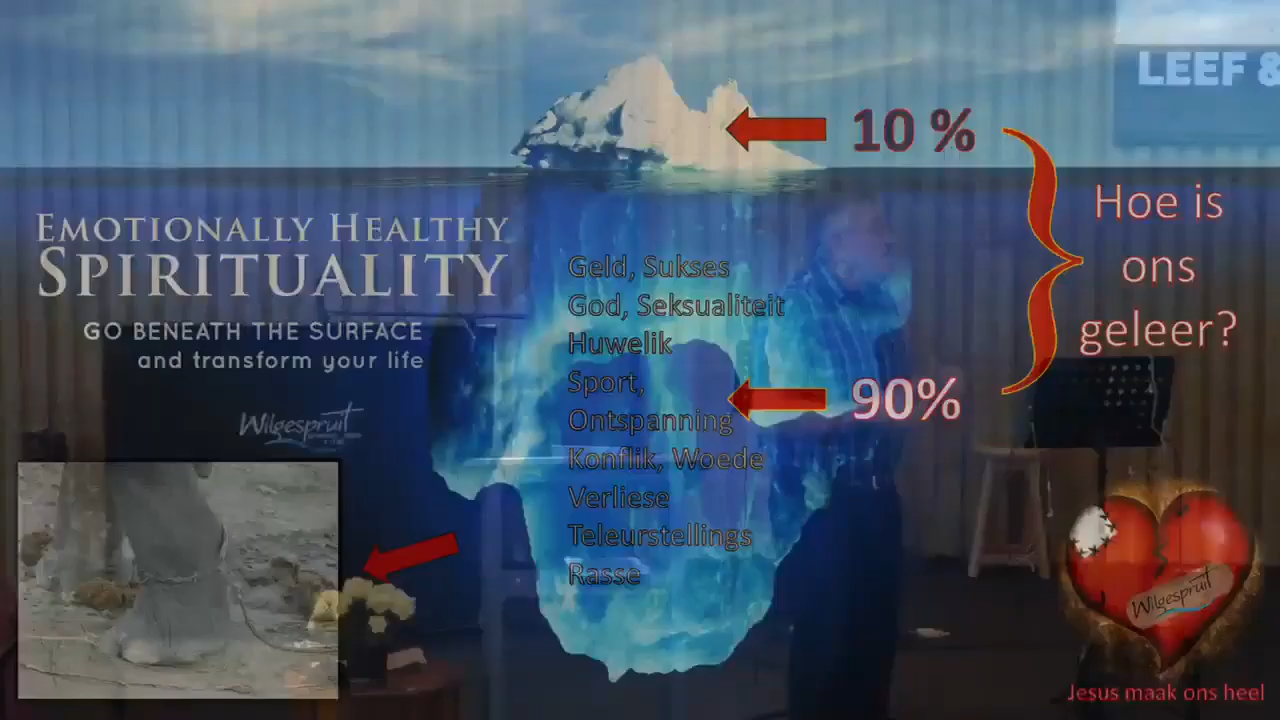 LEEF &
10 %
Hoe is
ons
geleer?
EMOTIONALLY HEALTHY
SPIRITUALITY
GO BENEATH THE SURFACE
and transform your life
Wilgespruit
Geld, Sukses
God, Seksualiteit
Huwelik
Sport,
Ontspanning
Konflik, Woede
Verliese
Teleurstellings
Rasse
90%
Wilgespruit
Jesus maak ons heel